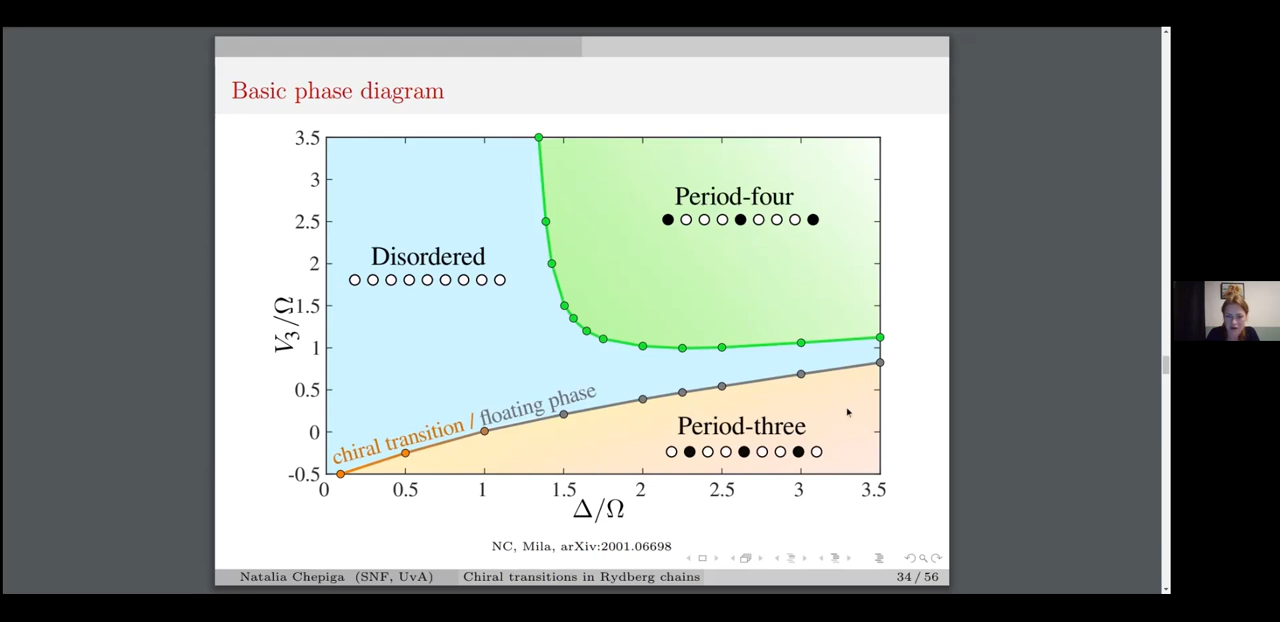 Basic phase diagram
3.5
3
2.5
2
1.5
1
0.5
0
-0.5
V₃/Ω
Disordered
Period-four
chiral transition / floating phase
Period-three
0 0.5 1 1.5 2 2.5 3 3.5
Δ/Ω
NC, Mila, arXiv:2001.06698
Natalia Chepiga (SNF, UvA) Chiral transitions in Rydberg chains 34 / 56